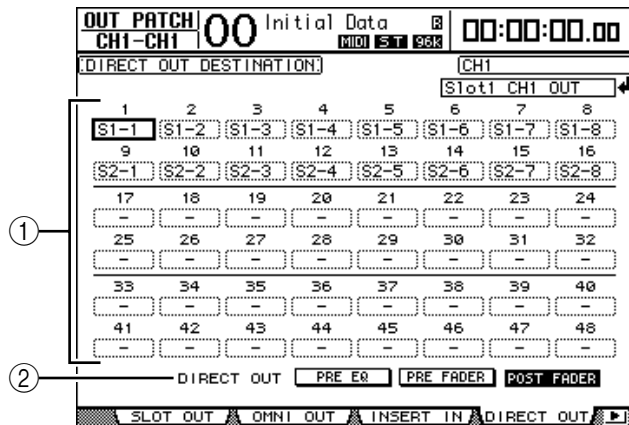 OUT PATCH 00 Initial Data R 00:00:00.00
CH1-CH1 MIDI ST 96k
DIRECT OUT DESTINATION CH1
Slot1 CH1 OUT
1 2 3 4 5 6 7 8
S1-1 S1-2 S1-3 S1-4 S1-5 S1-6 S1-7 S1-8
9 10 11 12 13 14 15 16
S2-1 S2-2 S2-3 S2-4 S2-5 S2-6 S2-7 S2-8
17 18 19 20 21 22 23 24
- - - - - - - -
1
25 26 27 28 29 30 31 32
- - - - - - - -
33 34 35 36 37 38 39 40
- - - - - - - -
41 42 43 44 45 46 47 48
- - - - - - - -
2 DIRECT OUT PRE EQ PRE FADER POST FADER
SLOT OUT OMNI OUT INSERT IN DIRECT OUT